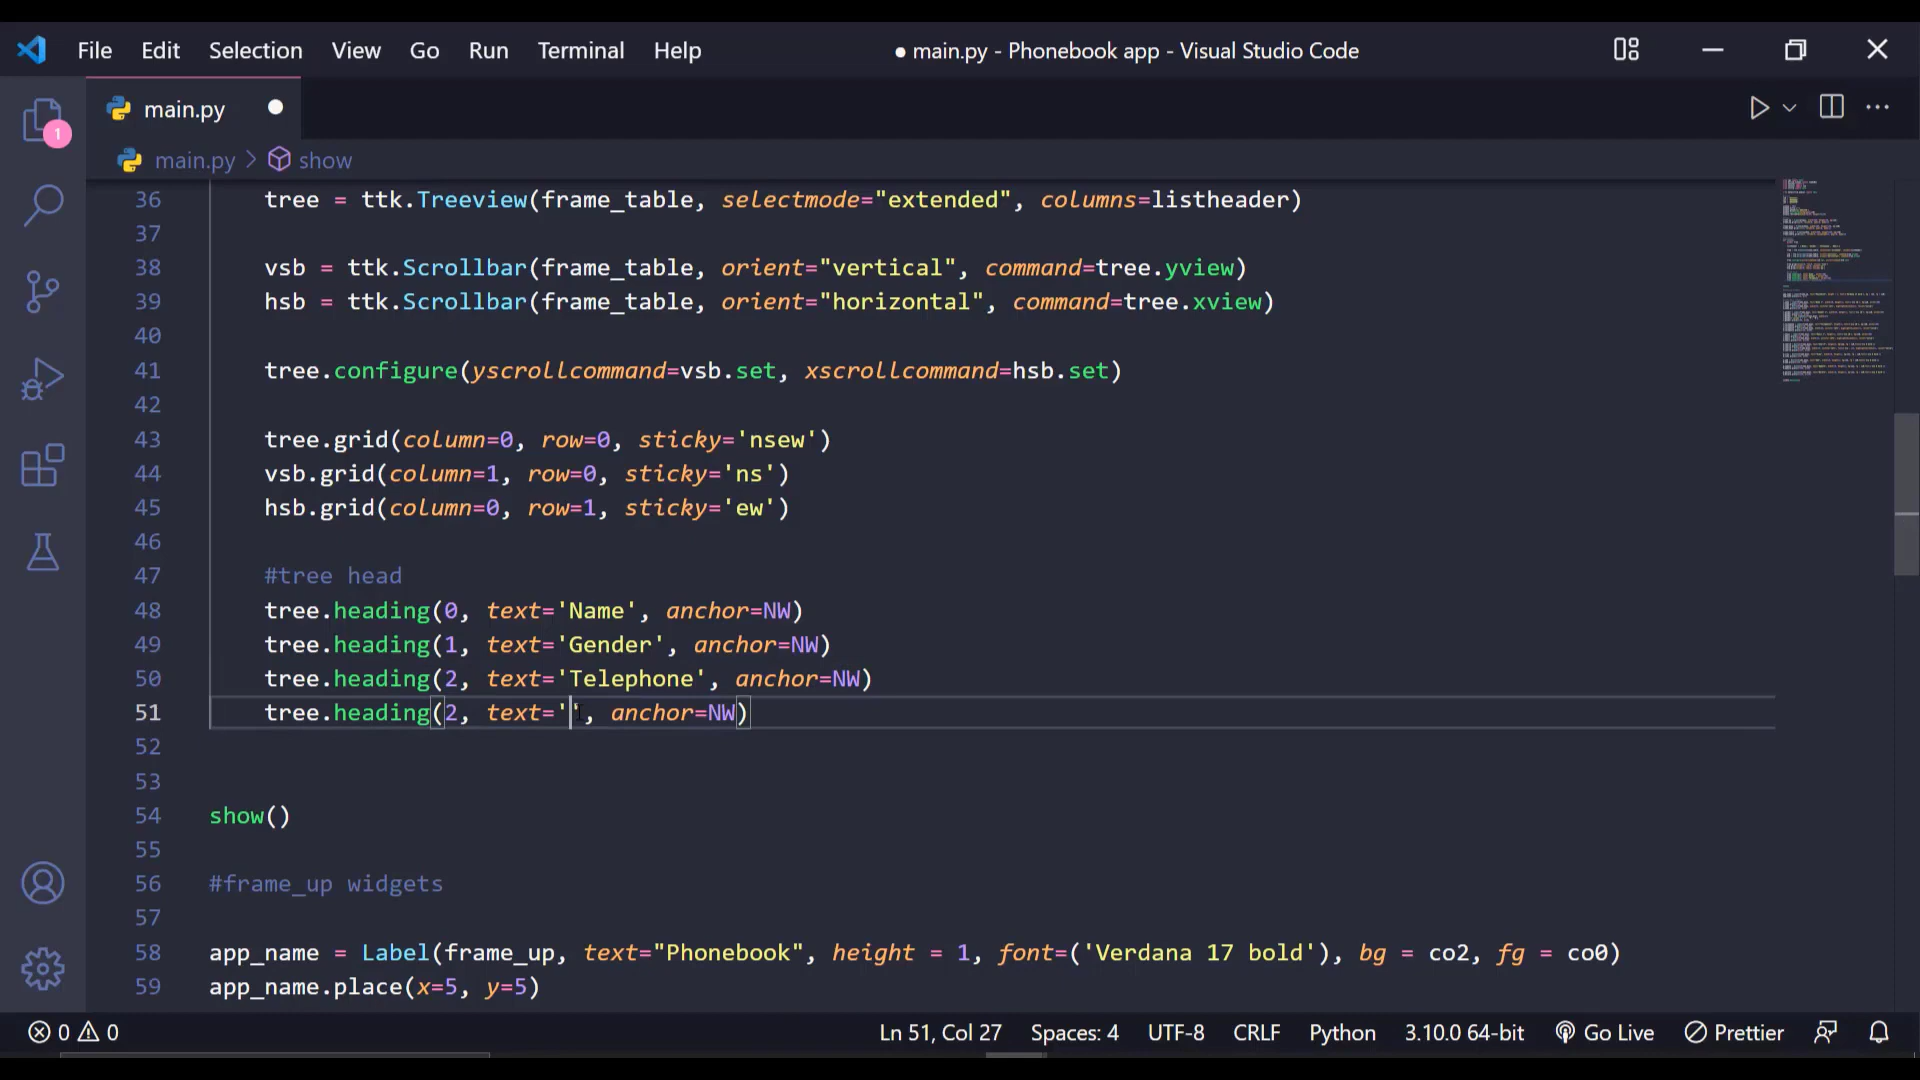 File Edit Selection View Go Run Terminal Help
● main.py - Phonebook app - Visual Studio Code
main.py
1
main.py > show
36 tree = ttk.Treeview(frame_table, selectmode="extended", columns=listheader)
37
38 vsb = ttk.Scrollbar(frame_table, orient="vertical", command=tree.yview)
39 hsb = ttk.Scrollbar(frame_table, orient="horizontal", command=tree.xview)
40
41 tree.configure(yscrollcommand=vsb.set, xscrollcommand=hsb.set)
42
43 tree.grid(column=0, row=0, sticky='nsew')
44 vsb.grid(column=1, row=0, sticky='ns')
45 hsb.grid(column=0, row=1, sticky='ew')
46
47 #tree head
48 tree.heading(0, text='Name', anchor=NW)
49 tree.heading(1, text='Gender', anchor=NW)
50 tree.heading(2, text='Telephone', anchor=NW)
51 tree.heading(2, text='', anchor=NW)
52
53
54 show()
55
56 #frame_up widgets
57
58 app_name = Label(frame_up, text="Phonebook", height = 1, font=('Verdana 17 bold'), bg = co2, fg = co0)
59 app_name.place(x=5, y=5)
0 0 Ln 51, Col 27 Spaces: 4 UTF-8 CRLF Python 3.10.0 64-bit Go Live Prettier